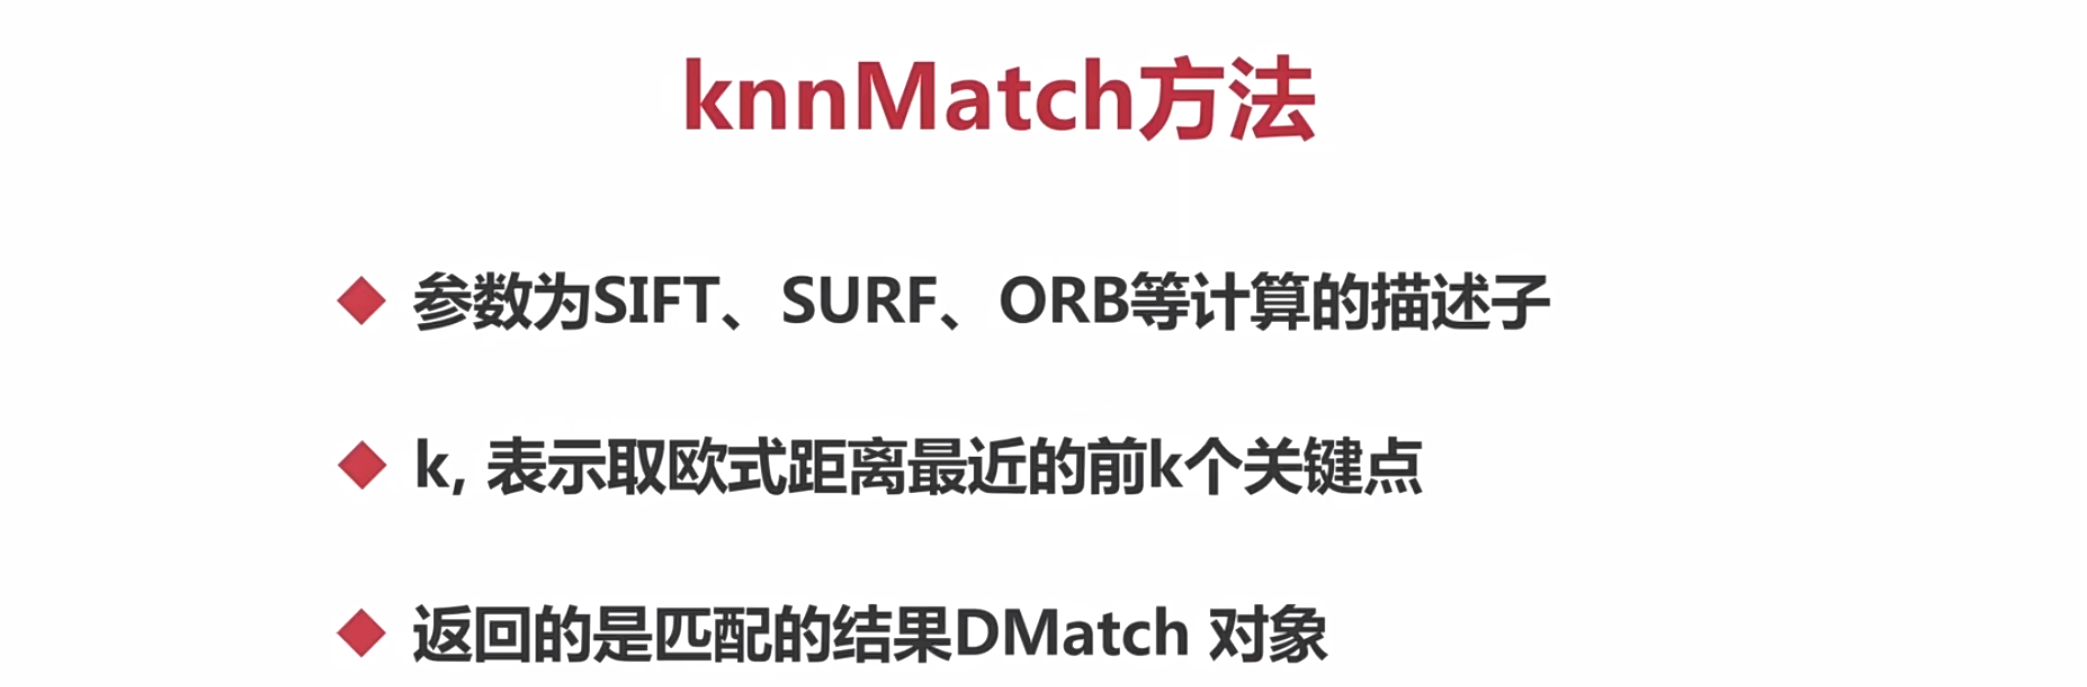 knnMatch方法
参数为SIFT、SURF、ORB等计算的描述子
k, 表示取欧式距离最近的前k个关键点
返回的是匹配的结果DMatch 对象